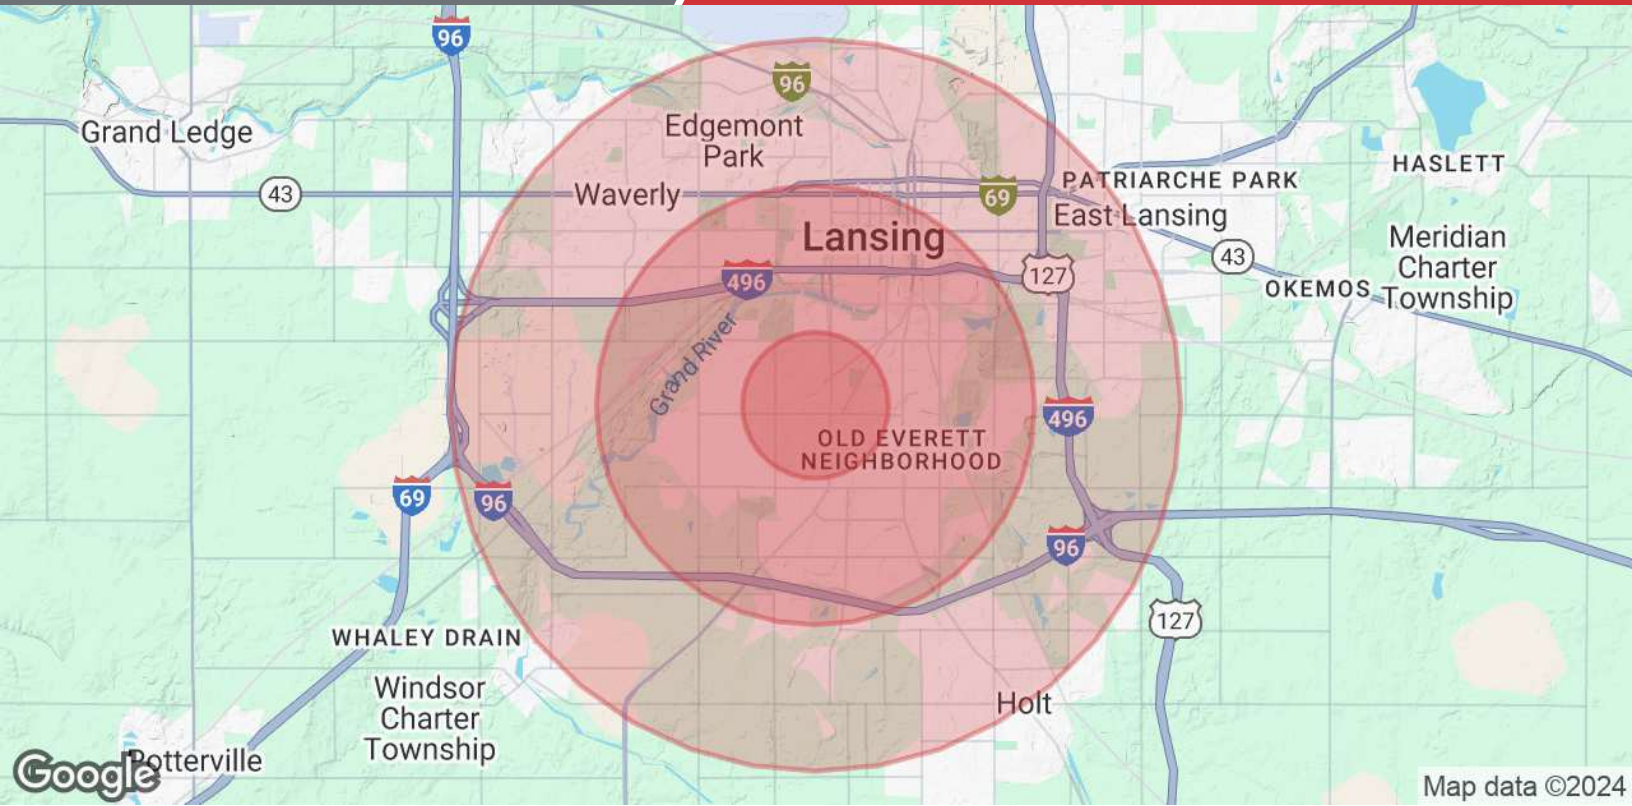 96
96
Grand Ledge
Edgemont
Park
HASLETT
43
Waverly
69
PATRIARCHE PARK
East Lansing
Lansing
Meridian
Charter
Township
43
496
127
OKEMOS
Grand River
496
OLD EVERETT
NEIGHBORHOOD
69
96
96
127
WHALEY DRAIN
Windsor
Charter
Township
Holt
Potterville
Google
Map data ©2024